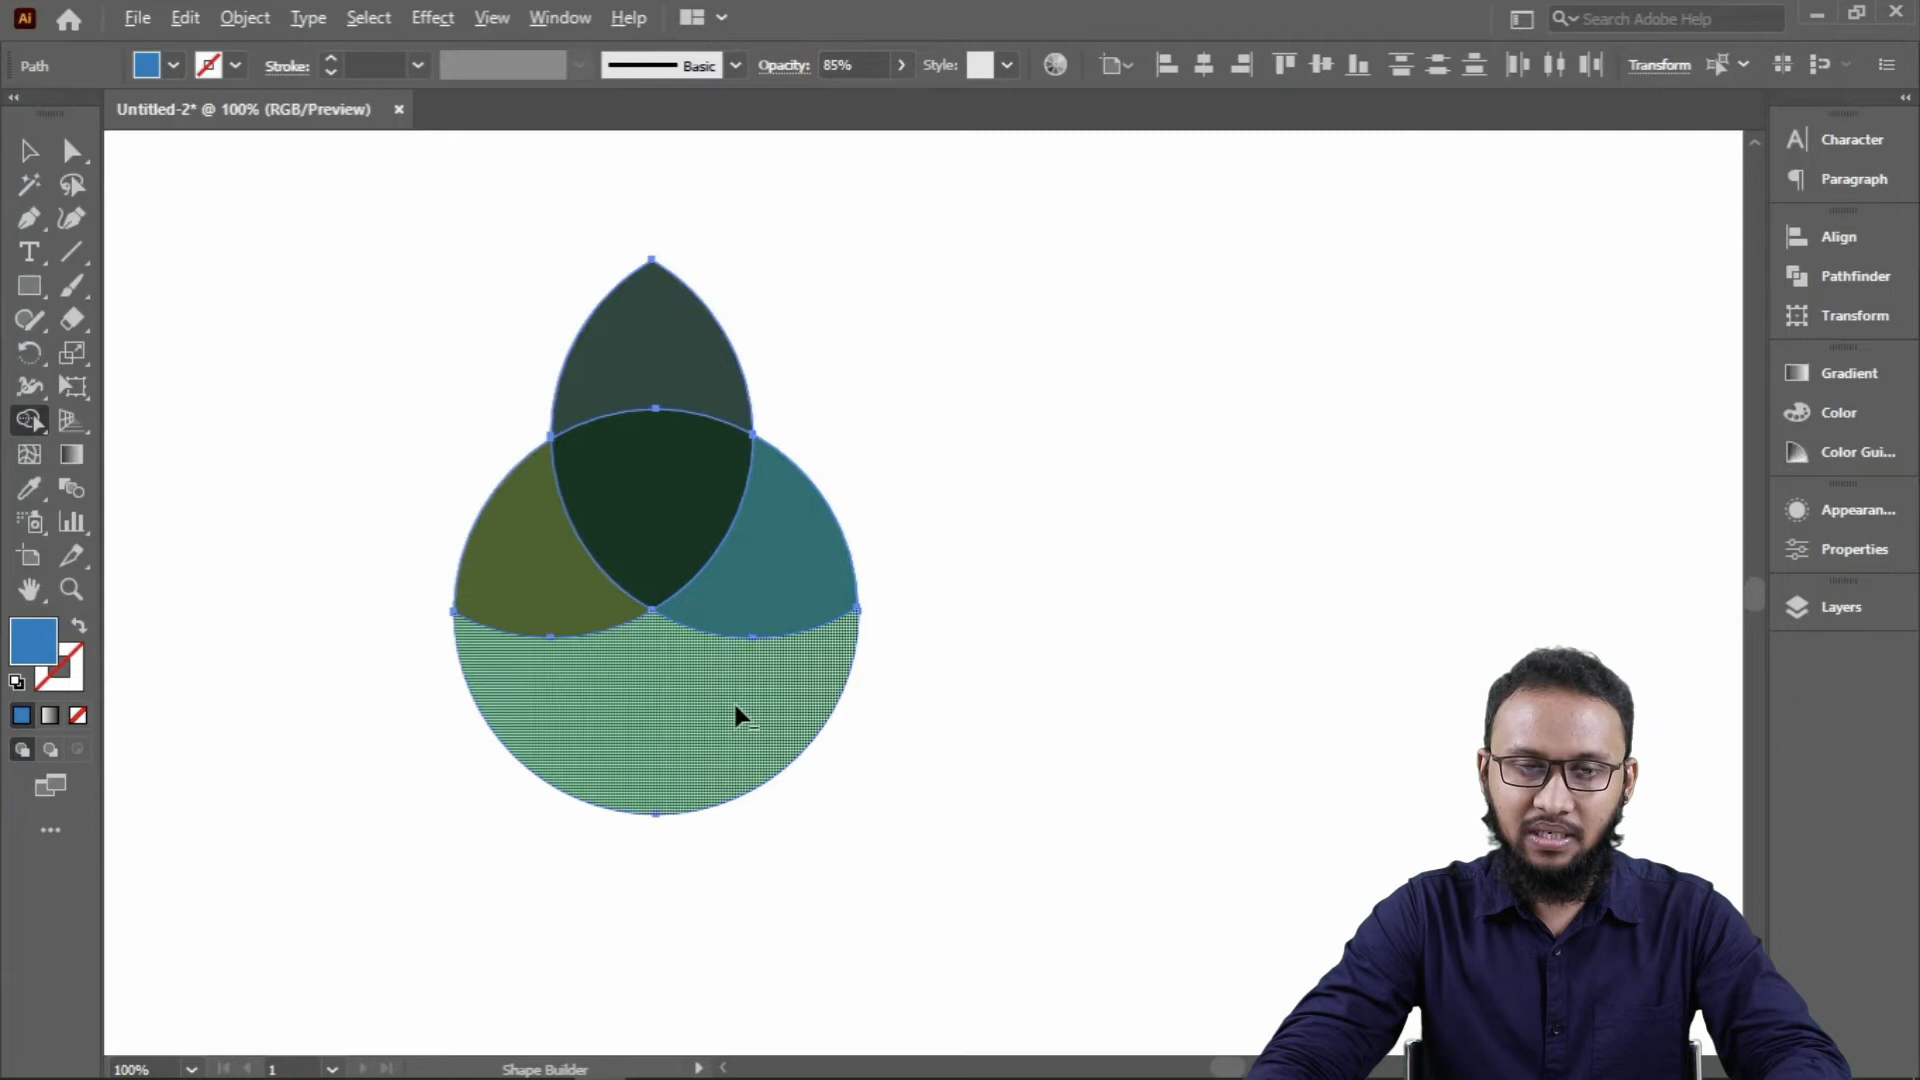 Ai File Edit Object Type Select Effect View Window Help Search Adobe Help
Path Stroke: Basic Opacity: 85% Style: Transform
Untitled-2* @ 100% (RGB/Preview)
Character
Paragraph
Align
Pathfinder
Transform
Gradient
Color
Color Gui...
Appearan...
Properties
Layers
100% 1 Shape Builder